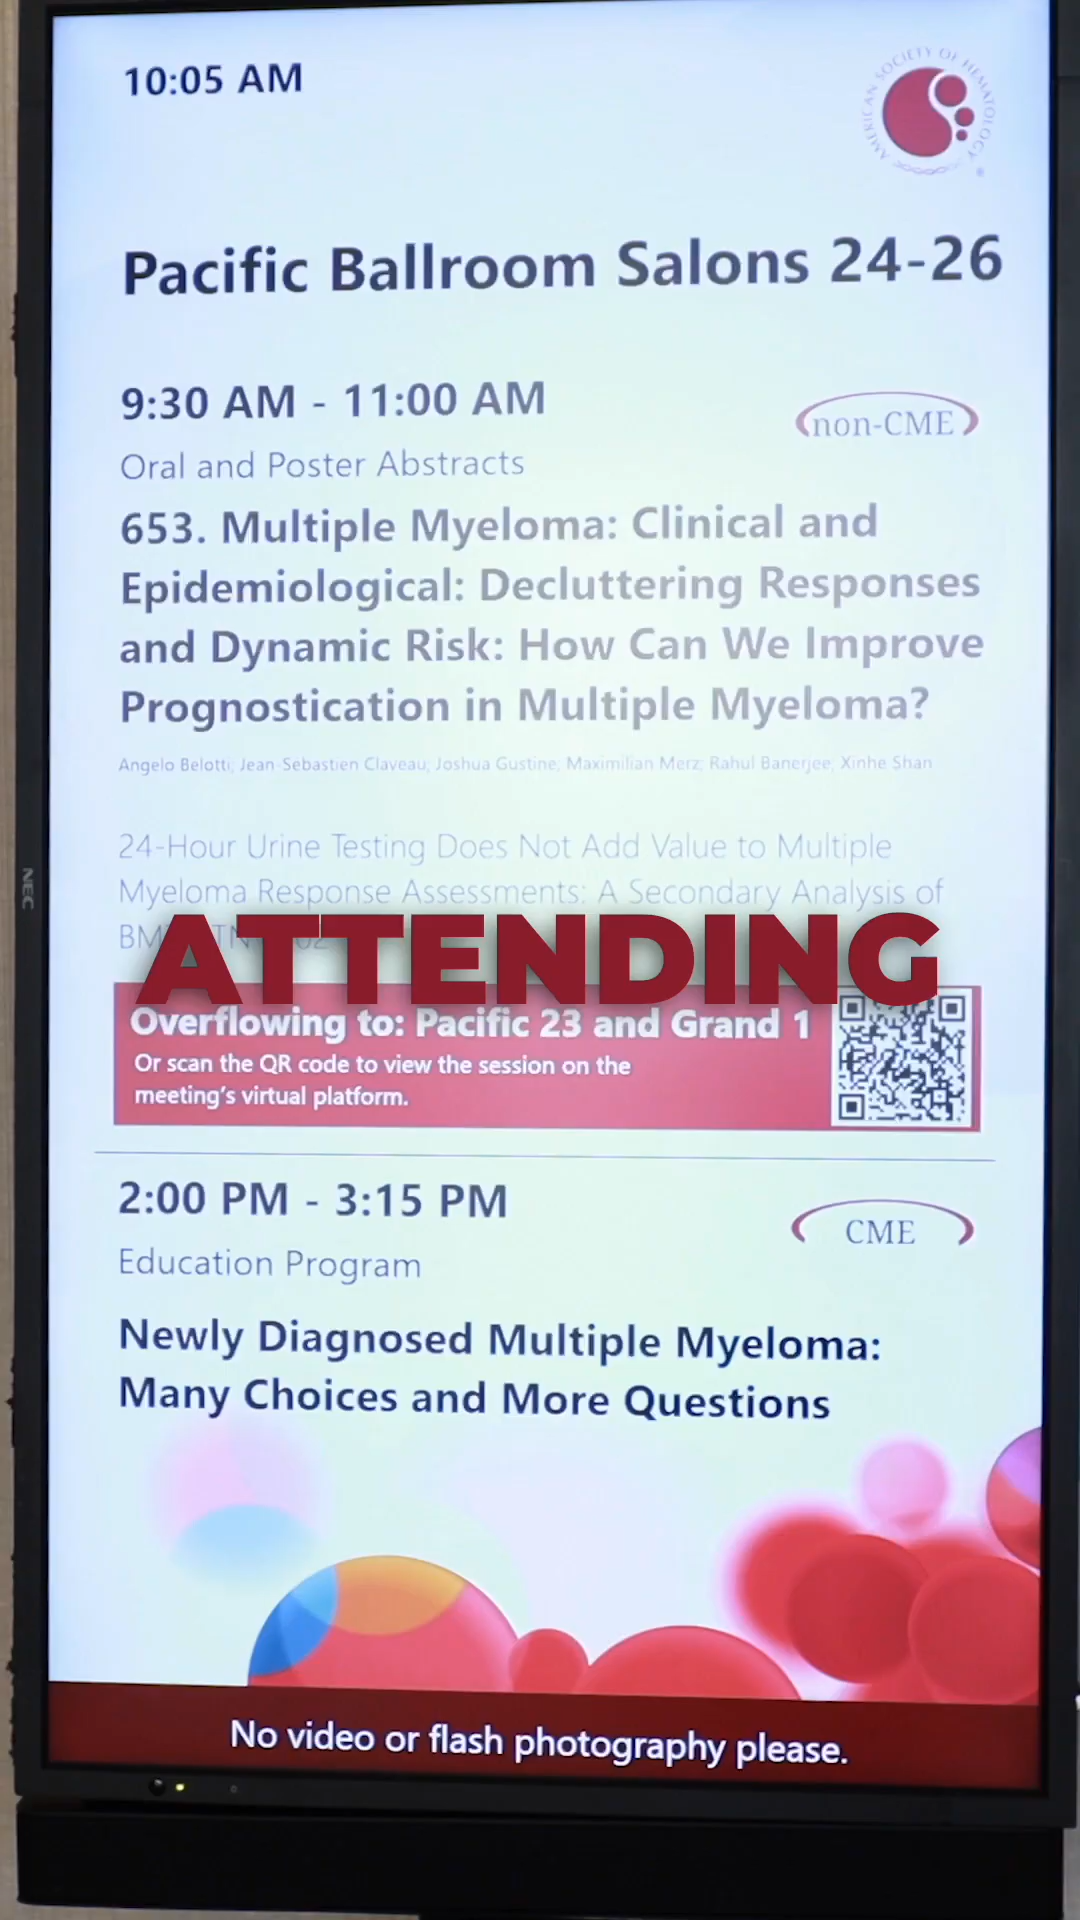 10:05 AM
AMERICAN SOCIETY OF HEMATOLOGY
®
Pacific Ballroom Salons 24-26
9:30 AM - 11:00 AM
non-CME
Oral and Poster Abstracts
653. Multiple Myeloma: Clinical and
Epidemiological: Decluttering Responses
and Dynamic Risk: How Can We Improve
Prognostication in Multiple Myeloma?
Angelo Belotti; Jean-Sebastien Claveau; Joshua Gustine; Maximilian Merz; Rahul Banerjee; Xinhe Shan
24-Hour Urine Testing Does Not Add Value to Multiple
Myeloma Response Assessments: A Secondary Analysis of
ATTENDING
Overflowing to: Pacific 23 and Grand 1
Or scan the QR code to view the session on the
meeting's virtual platform.
NEC
2:00 PM - 3:15 PM
CME
Education Program
Newly Diagnosed Multiple Myeloma:
Many Choices and More Questions
No video or flash photography please.